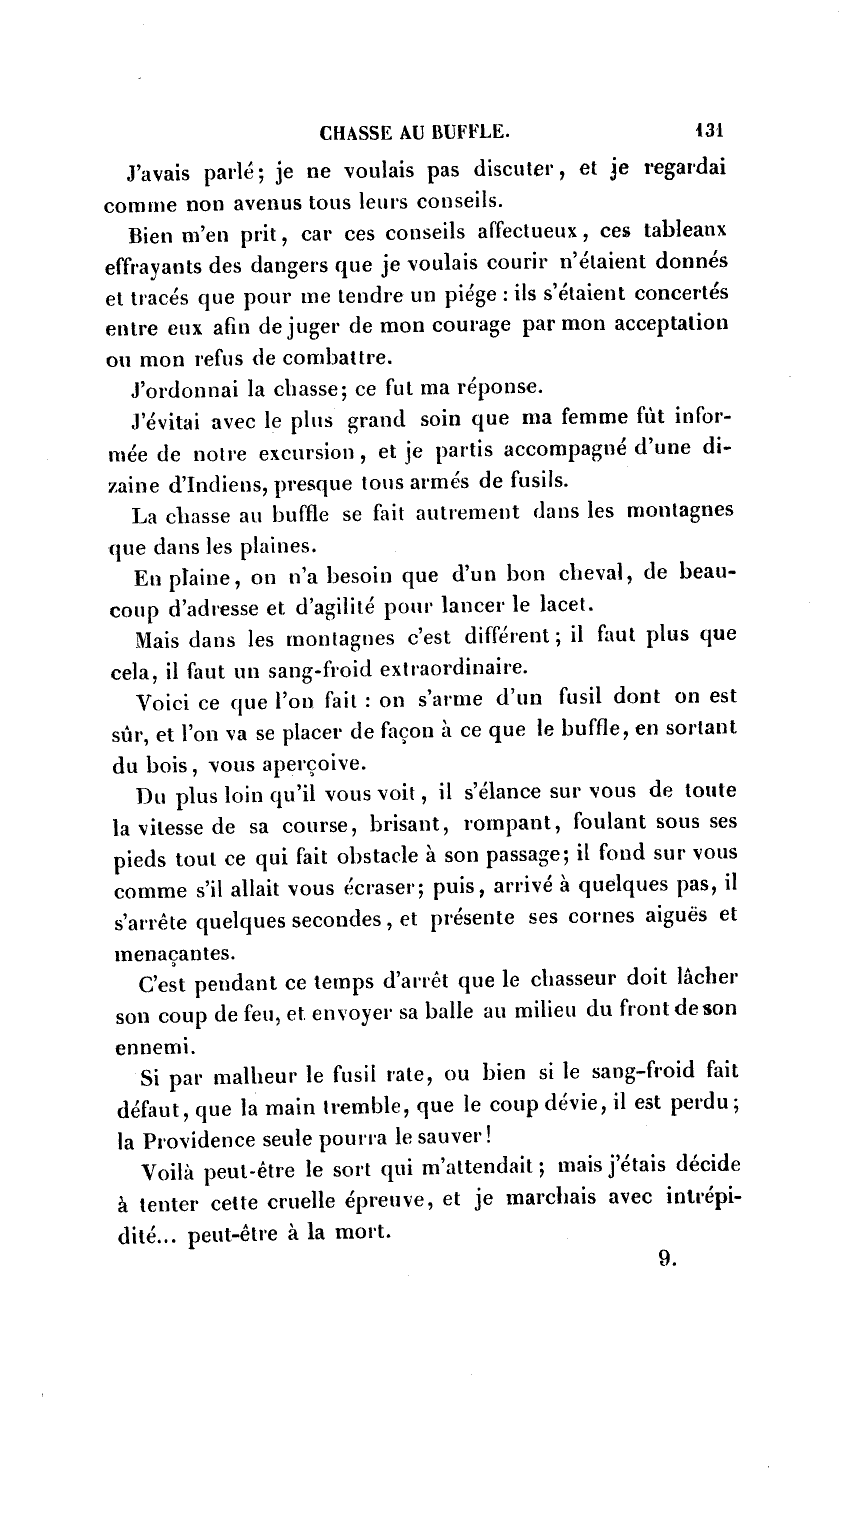 CHASSE AU BUFFLE. 131
J'avais parlé; je ne voulais pas discuter, et je regardai
comme non avenus tous leurs conseils.
Bien m'en prit, car ces conseils affectueux, ces tableaux
effrayants des dangers que je voulais courir n'étaient donnés
et tracés que pour me tendre un piége : ils s'étaient concertés
entre eux afin de juger de mon courage par mon acceptation
ou mon refus de combattre.
J'ordonnai la chasse; ce fut ma réponse.
J'évitai avec le plus grand soin que ma femme fût infor-
mée de notre excursion, et je partis accompagné d'une di-
zaine d'Indiens, presque tous armés de fusils.
La chasse au buffle se fait autrement dans les montagnes
que dans les plaines.
En plaine, on n'a besoin que d'un bon cheval, de beau-
coup d'adresse et d'agilité pour lancer le lacet.
Mais dans les montagnes c'est différent; il faut plus que
cela, il faut un sang-froid extraordinaire.
Voici ce que l'on fait : on s'arme d'un fusil dont on est
sûr, et l'on va se placer de façon à ce que le buffle, en sortant
du bois, vous aperçoive.
Du plus loin qu'il vous voit, il s'élance sur vous de toute
la vitesse de sa course, brisant, rompant, foulant sous ses
pieds tout ce qui fait obstacle à son passage; il fond sur vous
comme s'il allait vous écraser; puis, arrivé à quelques pas, il
s'arrête quelques secondes, et présente ses cornes aiguës et
menaçantes.
C'est pendant ce temps d'arrêt que le chasseur doit lâcher
son coup de feu, et envoyer sa balle au milieu du front de son
ennemi.
Si par malheur le fusil rate, ou bien si le sang-froid fait
défaut, que la main tremble, que le coup dévie, il est perdu;
la Providence seule pourra le sauver!
Voilà peut-être le sort qui m'attendait; mais j'étais décide
à tenter cette cruelle épreuve, et je marchais avec intrépi-
dité... peut-être à la mort.
9.